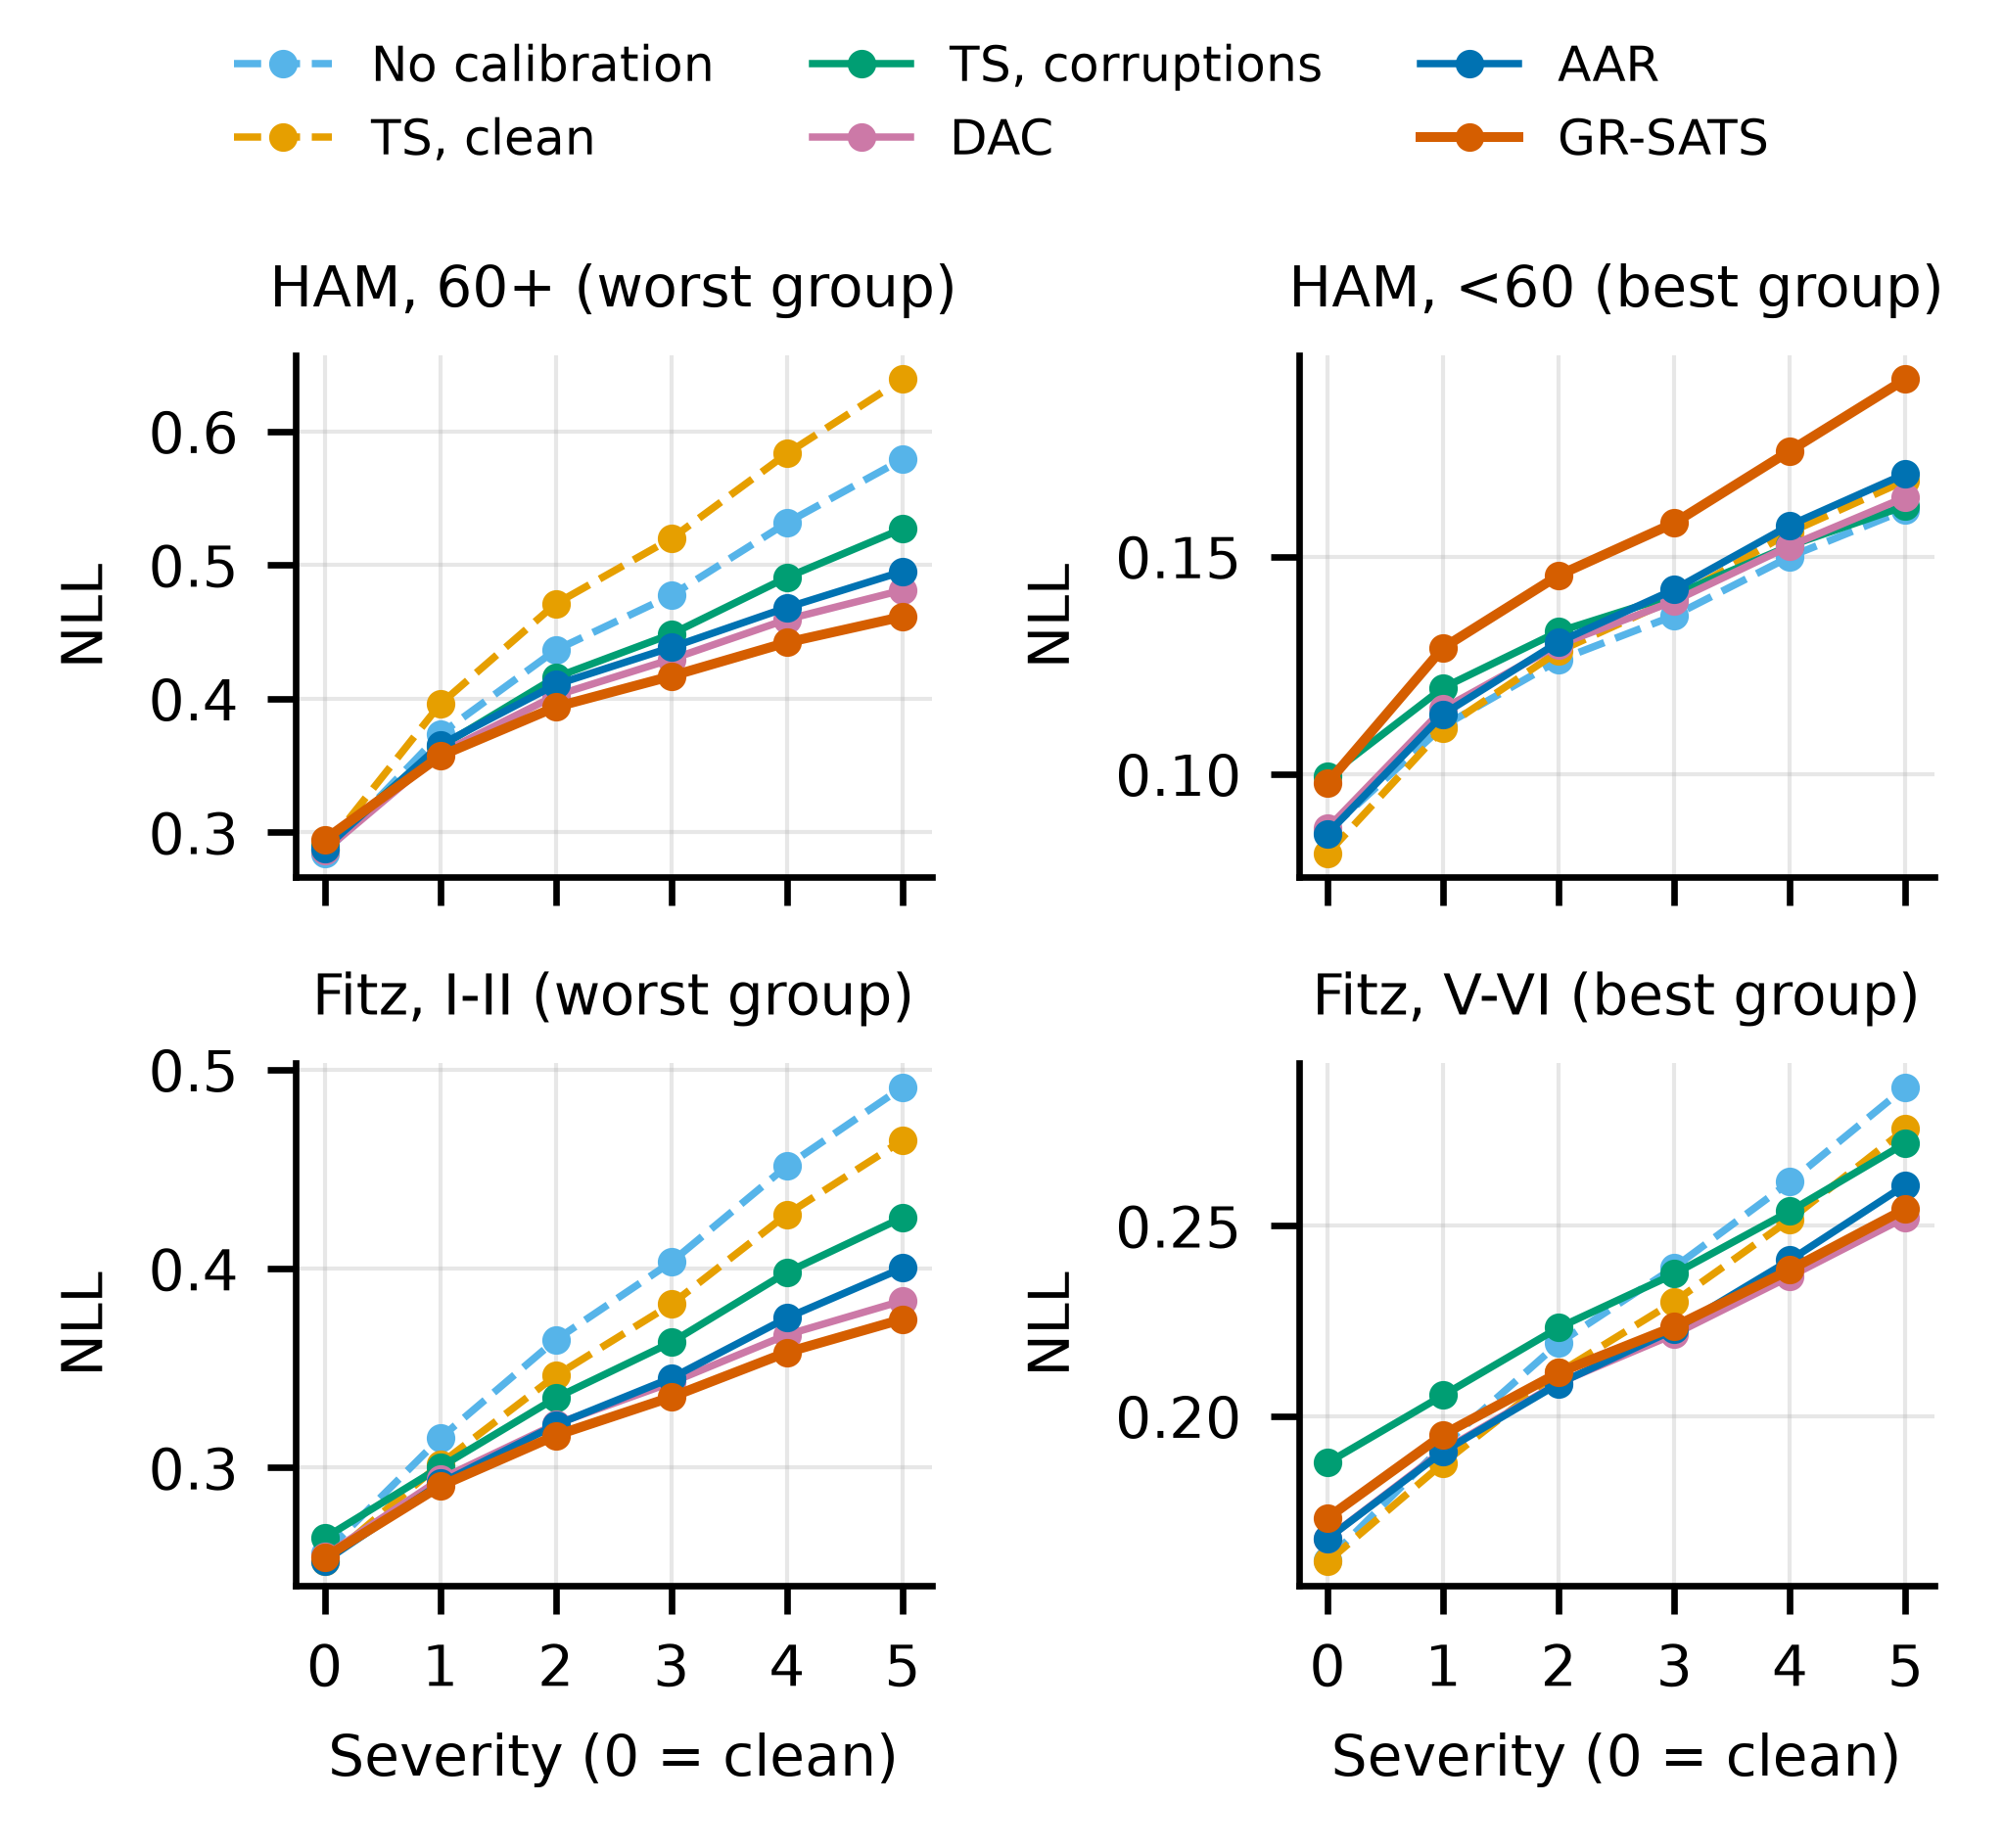 No calibration
TS, clean
TS, corruptions
DAC
AAR
GR-SATS
HAM, 60+ (worst group)
NLL
0.6
0.5
0.4
0.3
HAM, <60 (best group)
NLL
0.15
0.10
Fitz, I-II (worst group)
NLL
0.5
0.4
0.3
0 1 2 3 4 5
Severity (0 = clean)
Fitz, V-VI (best group)
NLL
0.25
0.20
0 1 2 3 4 5
Severity (0 = clean)